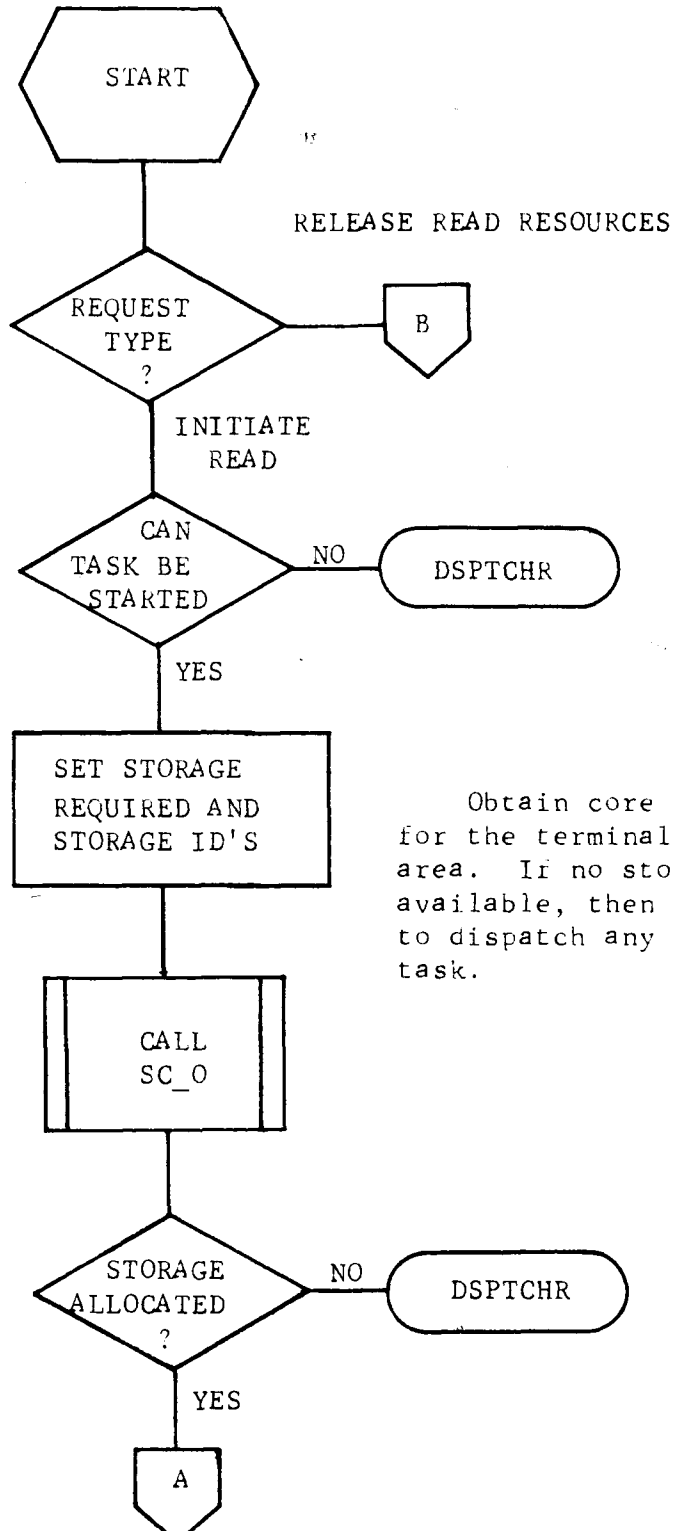 START
RELEASE READ RESOURCES
REQUEST
TYPE
?
B
INITIATE
READ
CAN
TASK BE
STARTED
NO
DSPTCHR
YES
SET STORAGE
REQUIRED AND
STORAGE ID'S
Obtain core
for the terminal
area. If no sto
available, then
to dispatch any
task.
CALL
SC_O
STORAGE
ALLOCATED
?
NO
DSPTCHR
YES
A